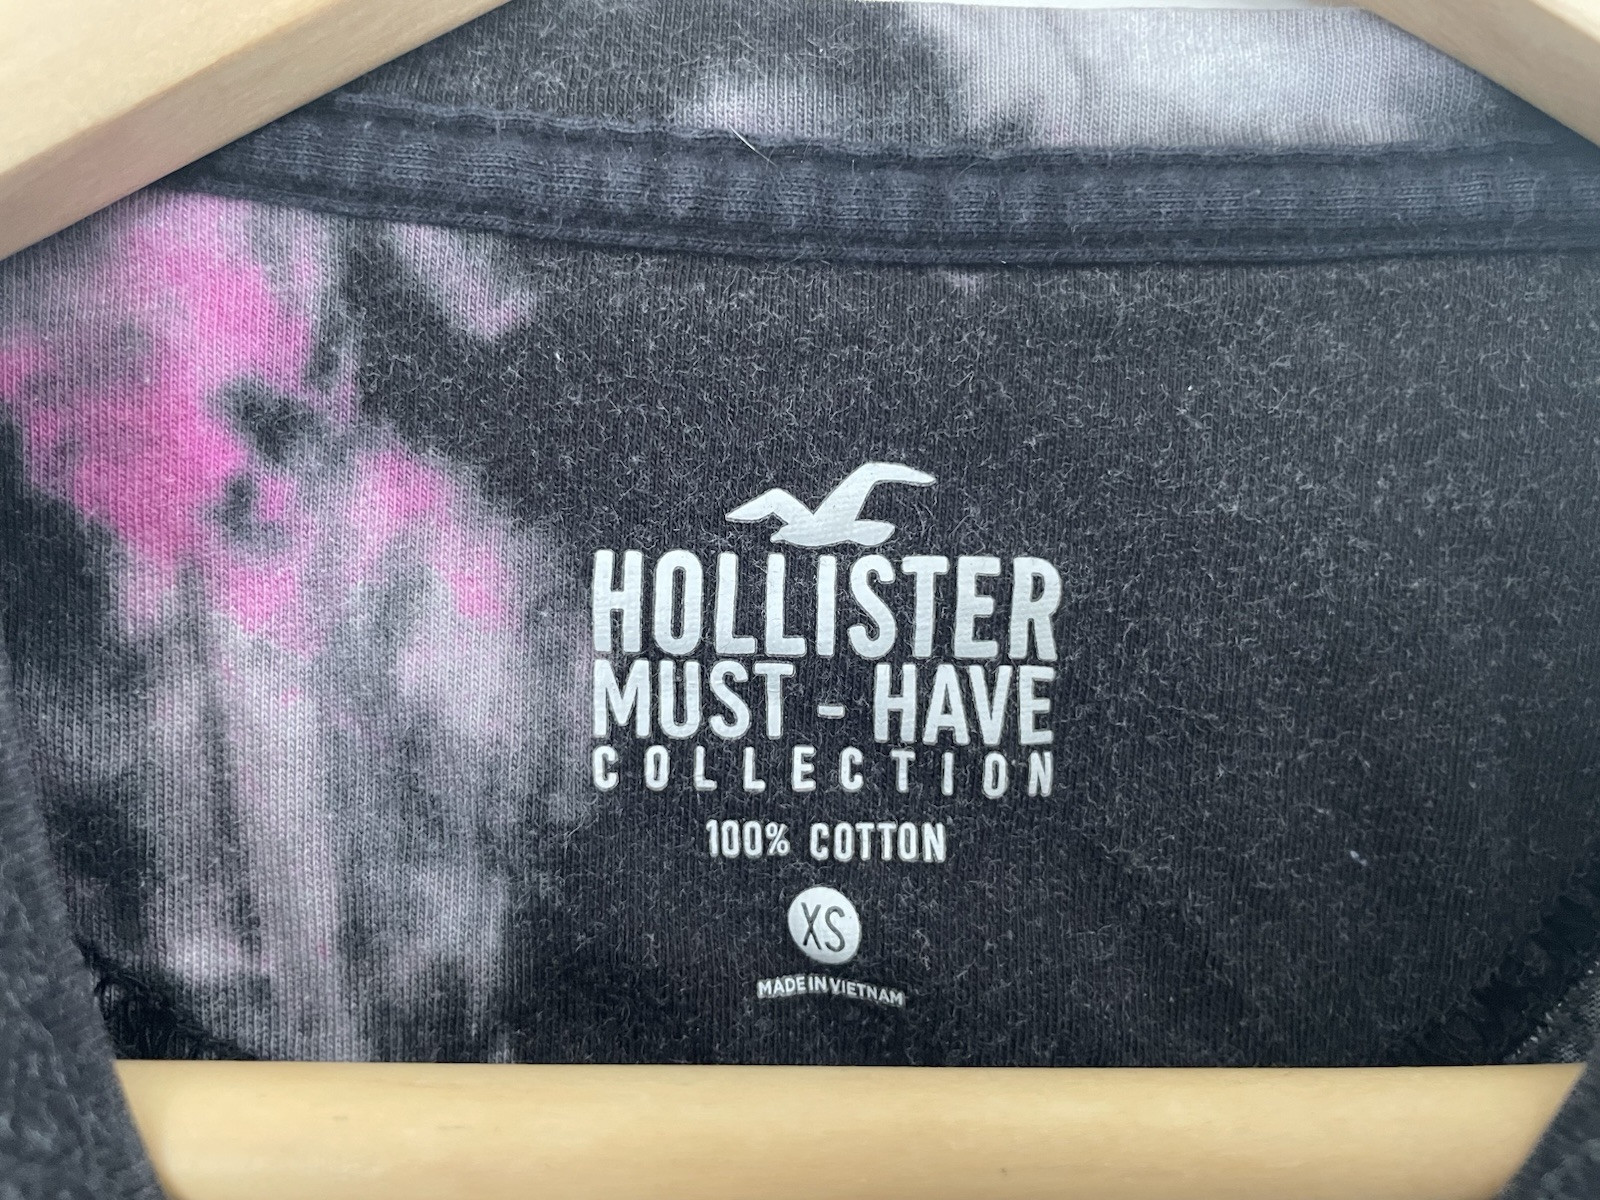 HOLLISTER
MUST - HAVE
COLLECTION
100% COTTON
XS
MADE IN VIETNAM